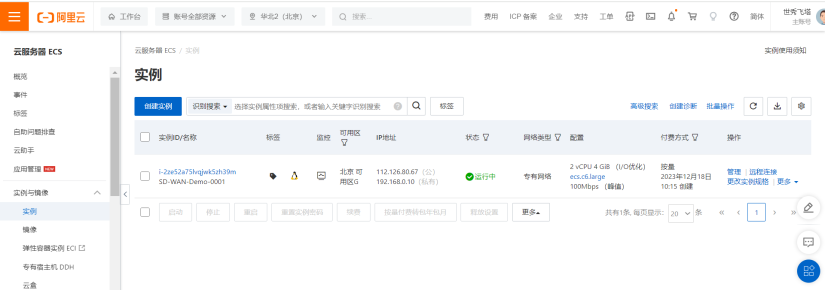 阿里云 工作台 账号全部资源 华北2（北京） 搜索... 费用 ICP 备案 企业 支持 工单 简体 世秀飞塔
主账号
云服务器 ECS
概览
事件
标签
自助问题排查
云助手
应用管理 NEW
实例与镜像
实例
镜像
弹性容器实例 ECI
专有宿主机 DDH
云盒
云服务器 ECS / 实例 实例使用须知
实例
创建实例 识别搜索 选择实例属性项搜索，或者输入关键字识别搜索 标签 高级搜索 创建诊断 批量操作
实例ID/名称 标签 监控 可用区 IP地址 状态 网络类型 配置 付费方式 操作
i-2ze52a75lvqjwk5zh39m
SD-WAN-Demo-0001
北京 可
用区G
112.126.80.67（公）
192.168.0.10（私有）
运行中
专有网络
2 vCPU 4 GiB （I/O优化）
ecs.c6.large
100Mbps （峰值）
按量
2023年12月18日
10:15 创建
管理 | 远程连接
更改实例规格 | 更多
启动 停止 重启 重置实例密码 续费 按量付费转包年包月 释放设置 更多 共有1条, 每页显示: 20 条 « ‹ 1 › »